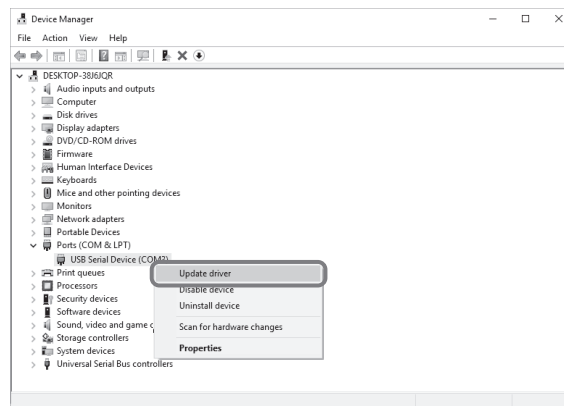 Device Manager
File Action View Help
DESKTOP-38J6JQR
Audio inputs and outputs
Computer
Disk drives
Display adapters
DVD/CD-ROM drives
Firmware
Human Interface Devices
Keyboards
Mice and other pointing devices
Monitors
Network adapters
Portable Devices
Ports (COM & LPT)
USB Serial Device (COM3)
Print queues
Update driver
Processors
Disable device
Security devices
Uninstall device
Software devices
Sound, video and game c
Scan for hardware changes
Storage controllers
System devices
Properties
Universal Serial Bus controllers